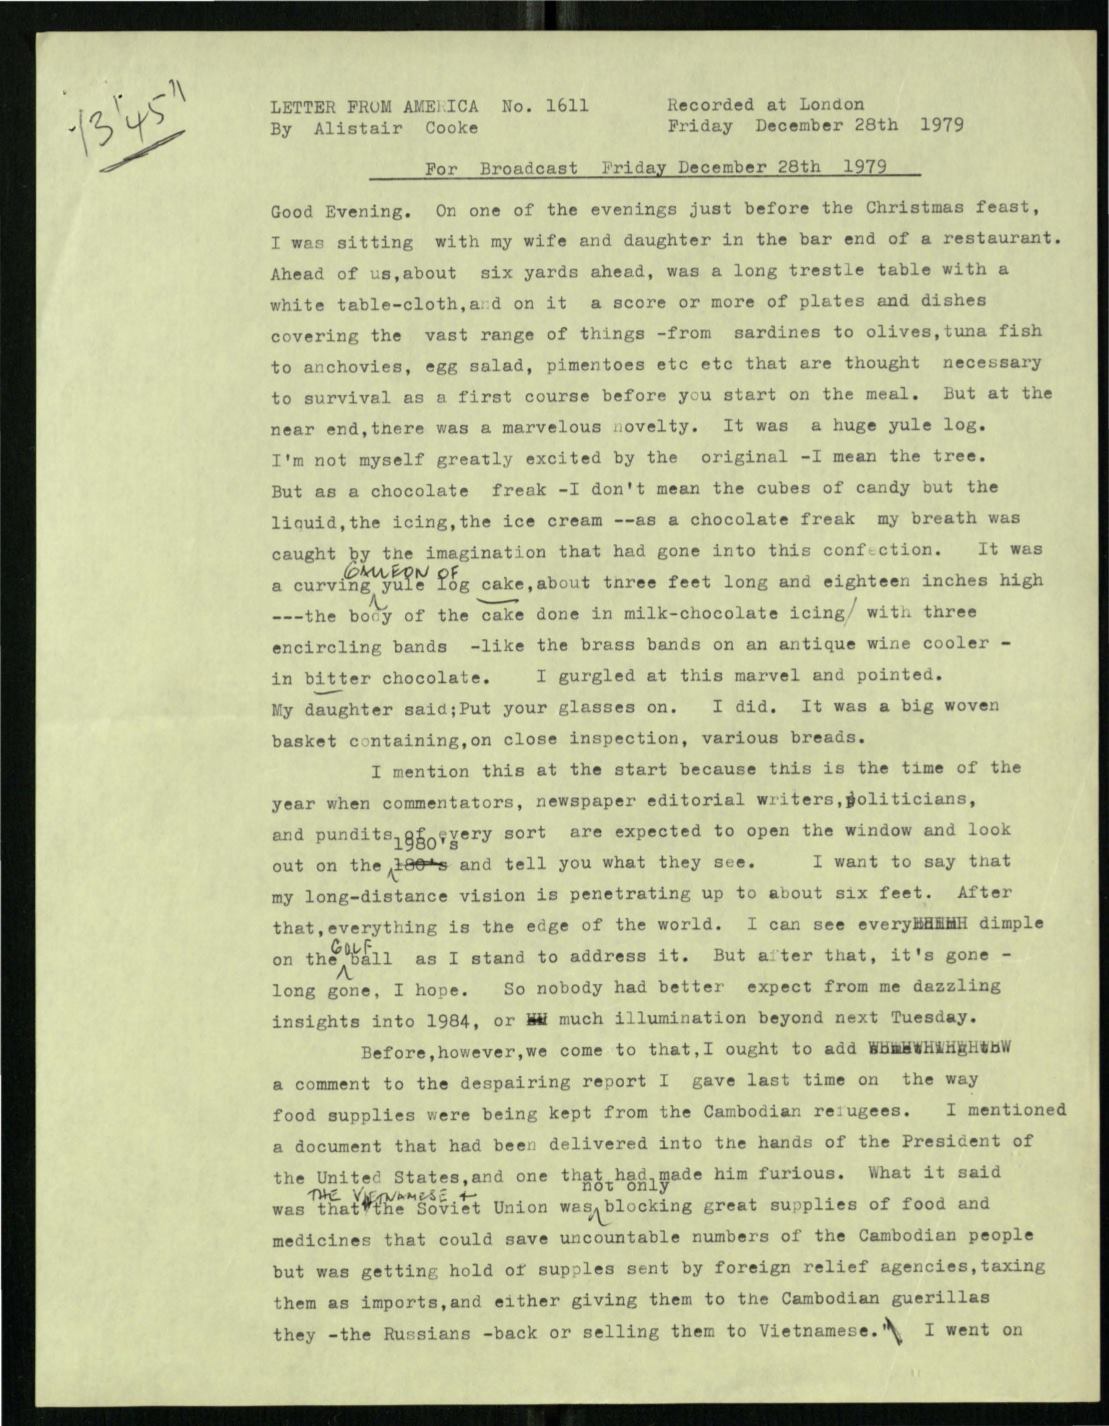 13'45"
LETTER FROM AMERICA No. 1611 Recorded at London
By Alistair Cooke Friday December 28th 1979
For Broadcast Friday December 28th 1979
Good Evening. On one of the evenings just before the Christmas feast,
I was sitting with my wife and daughter in the bar end of a restaurant.
Ahead of us,about six yards ahead, was a long trestle table with a
white table-cloth,and on it a score or more of plates and dishes
covering the vast range of things -from sardines to olives,tuna fish
to anchovies, egg salad, pimentoes etc etc that are thought necessary
to survival as a first course before you start on the meal. But at the
near end,there was a marvelous novelty. It was a huge yule log.
I'm not myself greatly excited by the original -I mean the tree.
But as a chocolate freak -I don't mean the cubes of candy but the
liquid,the icing,the ice cream --as a chocolate freak my breath was
caught by the imagination that had gone into this confection. It was
GALLEON OF
a curving yule log cake,about three feet long and eighteen inches high
---the body of the cake done in milk-chocolate icing/ with three
encircling bands -like the brass bands on an antique wine cooler -
in bitter chocolate. I gurgled at this marvel and pointed.
My daughter said;Put your glasses on. I did. It was a big woven
basket containing,on close inspection, various breads.
I mention this at the start because this is the time of the
year when commentators, newspaper editorial writers,politicians,
and pundits of every sort are expected to open the window and look
1980's
out on the 180's and tell you what they see. I want to say that
my long-distance vision is penetrating up to about six feet. After
that,everything is the edge of the world. I can see every dimple
GOLF
on the ball as I stand to address it. But after that, it's gone -
long gone, I hope. So nobody had better expect from me dazzling
insights into 1984, or much illumination beyond next Tuesday.
Before,however,we come to that,I ought to add
a comment to the despairing report I gave last time on the way
food supplies were being kept from the Cambodian refugees. I mentioned
a document that had been delivered into the hands of the President of
the United States,and one that had made him furious. What it said
THE VIETNAMESE + not only
was that the Soviet Union was blocking great supplies of food and
medicines that could save uncountable numbers of the Cambodian people
but was getting hold of supples sent by foreign relief agencies,taxing
them as imports,and either giving them to the Cambodian guerillas
they -the Russians -back or selling them to Vietnamese." I went on